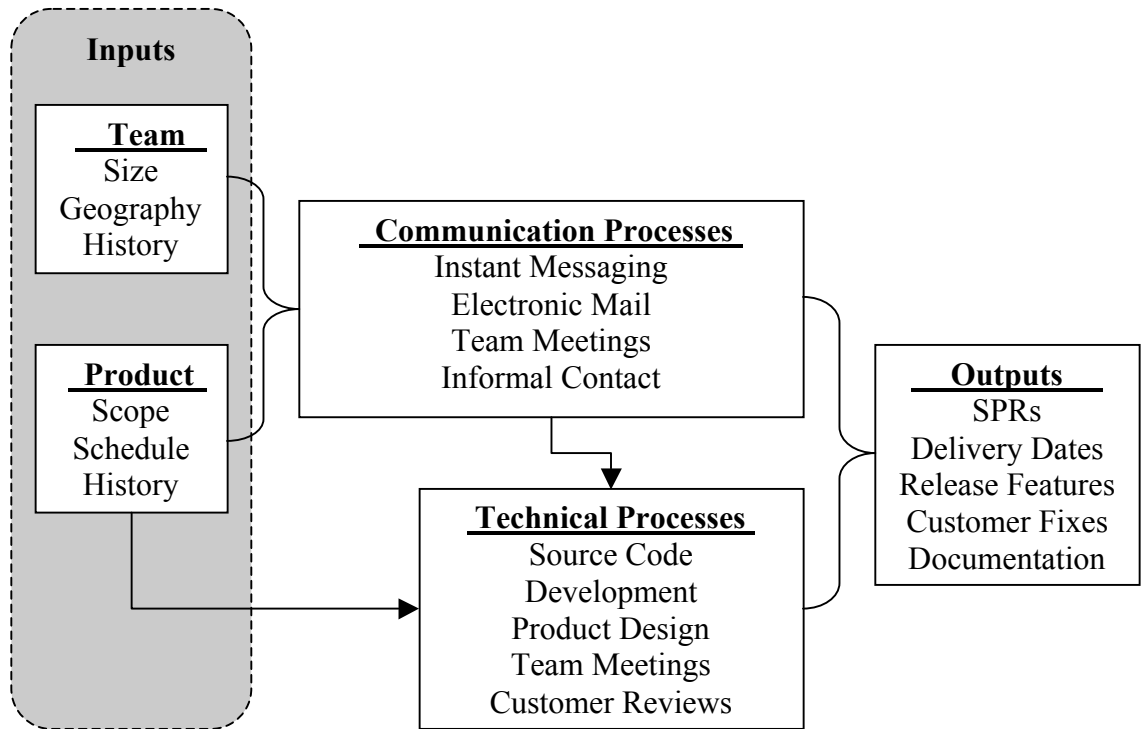 Inputs
Team
Size
Geography
History
Product
Scope
Schedule
History
Communication Processes
Instant Messaging
Electronic Mail
Team Meetings
Informal Contact
Technical Processes
Source Code
Development
Product Design
Team Meetings
Customer Reviews
Outputs
SPRs
Delivery Dates
Release Features
Customer Fixes
Documentation